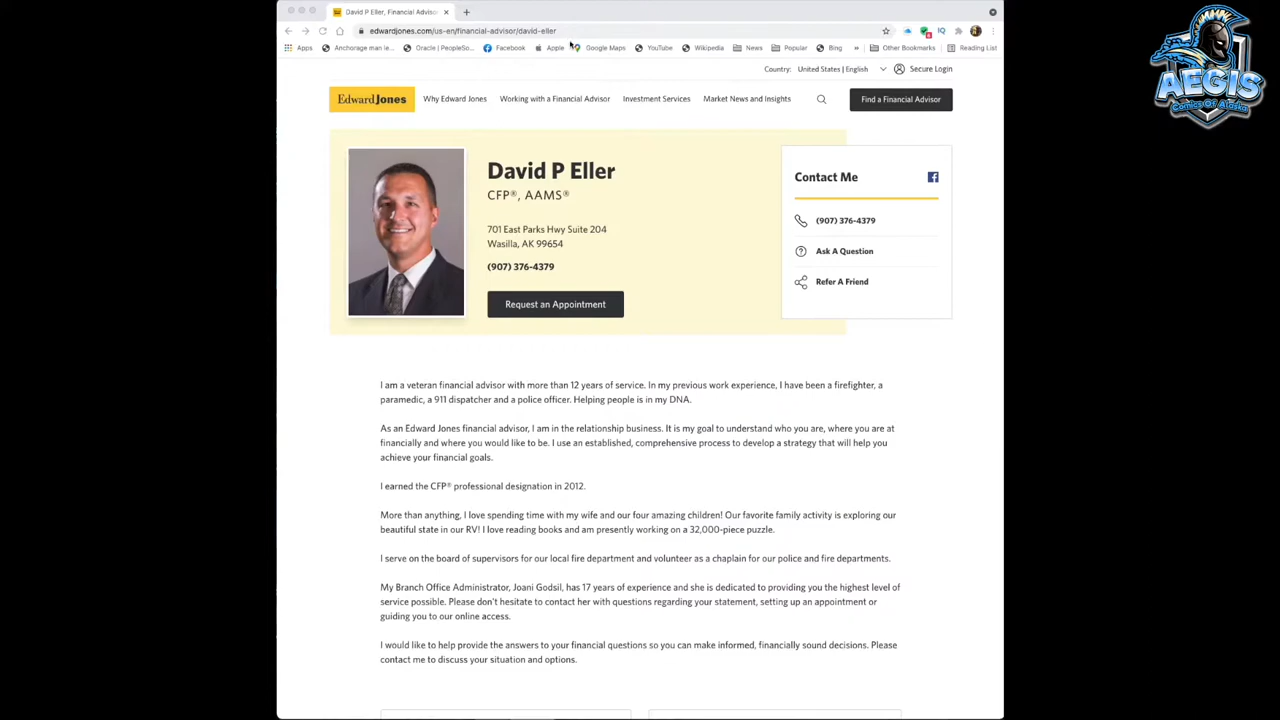 David P Eller, Financial Advisor
edwardjones.com/us-en/financial-advisor/david-eller
Apps
Anchorage man ie...
Oracle | PeopleSo...
Facebook
Apple
Google Maps
YouTube
Wikipedia
News
Popular
Bing
»
Other Bookmarks
Reading List
AEGIS
Comics Of Alaska
Country: United States | English
Secure Login
Edward Jones
Why Edward Jones
Working with a Financial Advisor
Investment Services
Market News and Insights
Find a Financial Advisor
David P Eller
CFP®, AAMS®
701 East Parks Hwy Suite 204
Wasilla, AK 99654
(907) 376-4379
Request an Appointment
Contact Me
(907) 376-4379
Ask A Question
Refer A Friend
I am a veteran financial advisor with more than 12 years of service. In my previous work experience, I have been a firefighter, a
paramedic, a 911 dispatcher and a police officer. Helping people is in my DNA.
As an Edward Jones financial advisor, I am in the relationship business. It is my goal to understand who you are, where you are at
financially and where you would like to be. I use an established, comprehensive process to develop a strategy that will help you
achieve your financial goals.
I earned the CFP® professional designation in 2012.
More than anything, I love spending time with my wife and our four amazing children! Our favorite family activity is exploring our
beautiful state in our RV! I love reading books and am presently working on a 32,000-piece puzzle.
I serve on the board of supervisors for our local fire department and volunteer as a chaplain for our police and fire departments.
My Branch Office Administrator, Joani Godsil, has 17 years of experience and she is dedicated to providing you the highest level of
service possible. Please don't hesitate to contact her with questions regarding your statement, setting up an appointment or
guiding you to our online access.
I would like to help provide the answers to your financial questions so you can make informed, financially sound decisions. Please
contact me to discuss your situation and options.